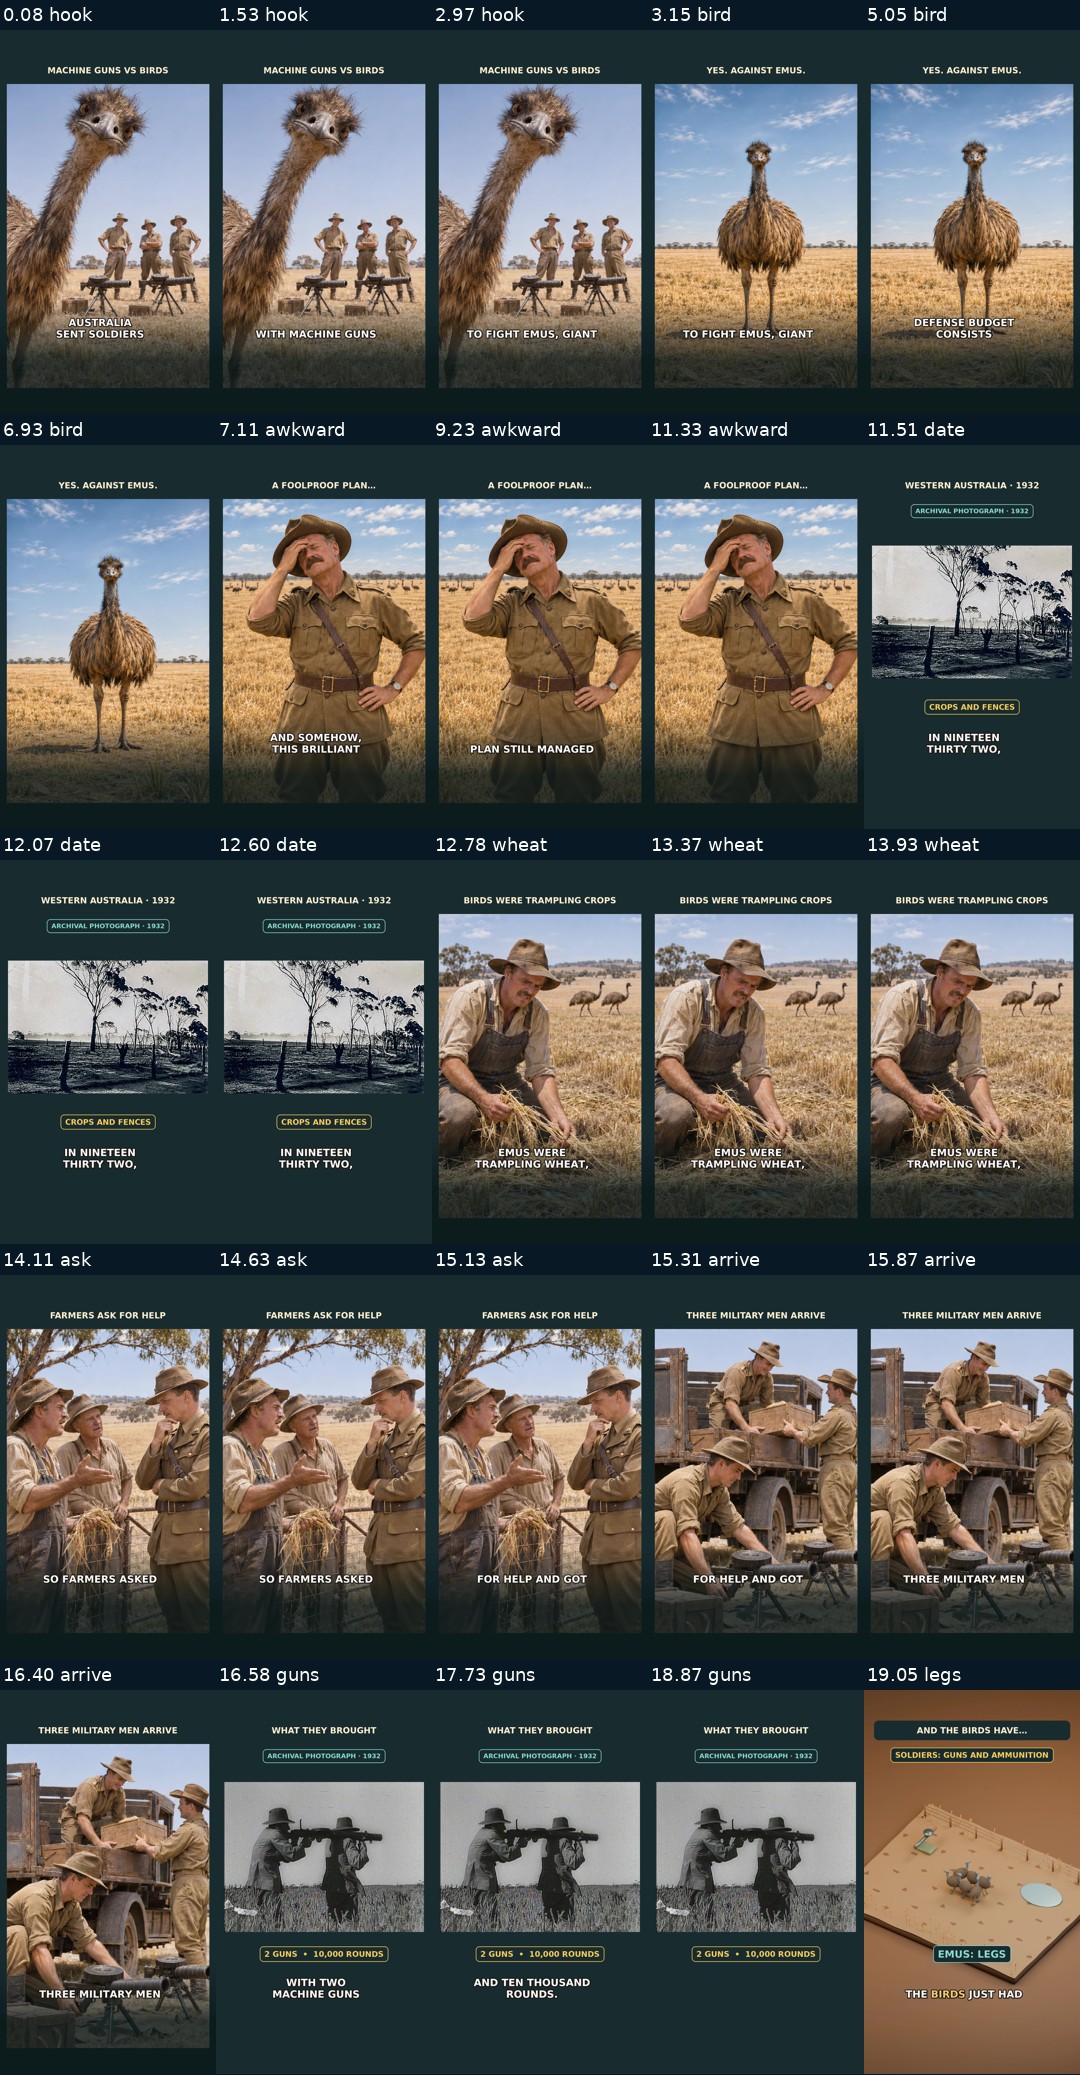 0.08 hook
MACHINE GUNS VS BIRDS
AUSTRALIA
SENT SOLDIERS
1.53 hook
MACHINE GUNS VS BIRDS
WITH MACHINE GUNS
2.97 hook
MACHINE GUNS VS BIRDS
TO FIGHT EMUS, GIANT
3.15 bird
YES. AGAINST EMUS.
TO FIGHT EMUS, GIANT
5.05 bird
YES. AGAINST EMUS.
DEFENSE BUDGET
CONSISTS
6.93 bird
YES. AGAINST EMUS.
7.11 awkward
A FOOLPROOF PLAN...
AND SOMEHOW,
THIS BRILLIANT
9.23 awkward
A FOOLPROOF PLAN...
PLAN STILL MANAGED
11.33 awkward
A FOOLPROOF PLAN...
11.51 date
WESTERN AUSTRALIA · 1932
ARCHIVAL PHOTOGRAPH · 1932
CROPS AND FENCES
IN NINETEEN
THIRTY TWO,
12.07 date
WESTERN AUSTRALIA · 1932
ARCHIVAL PHOTOGRAPH · 1932
CROPS AND FENCES
IN NINETEEN
THIRTY TWO,
12.60 date
WESTERN AUSTRALIA · 1932
ARCHIVAL PHOTOGRAPH · 1932
CROPS AND FENCES
IN NINETEEN
THIRTY TWO,
12.78 wheat
BIRDS WERE TRAMPLING CROPS
EMUS WERE
TRAMPLING WHEAT,
13.37 wheat
BIRDS WERE TRAMPLING CROPS
EMUS WERE
TRAMPLING WHEAT,
13.93 wheat
BIRDS WERE TRAMPLING CROPS
EMUS WERE
TRAMPLING WHEAT,
14.11 ask
FARMERS ASK FOR HELP
SO FARMERS ASKED
14.63 ask
FARMERS ASK FOR HELP
SO FARMERS ASKED
15.13 ask
FARMERS ASK FOR HELP
FOR HELP AND GOT
15.31 arrive
THREE MILITARY MEN ARRIVE
FOR HELP AND GOT
15.87 arrive
THREE MILITARY MEN ARRIVE
THREE MILITARY MEN
16.40 arrive
THREE MILITARY MEN ARRIVE
THREE MILITARY MEN
16.58 guns
WHAT THEY BROUGHT
ARCHIVAL PHOTOGRAPH · 1932
2 GUNS • 10,000 ROUNDS
WITH TWO
MACHINE GUNS
17.73 guns
WHAT THEY BROUGHT
ARCHIVAL PHOTOGRAPH · 1932
2 GUNS • 10,000 ROUNDS
AND TEN THOUSAND
ROUNDS.
18.87 guns
WHAT THEY BROUGHT
ARCHIVAL PHOTOGRAPH · 1932
2 GUNS • 10,000 ROUNDS
19.05 legs
AND THE BIRDS HAVE...
SOLDIERS: GUNS AND AMMUNITION
EMUS: LEGS
THE BIRDS JUST HAD